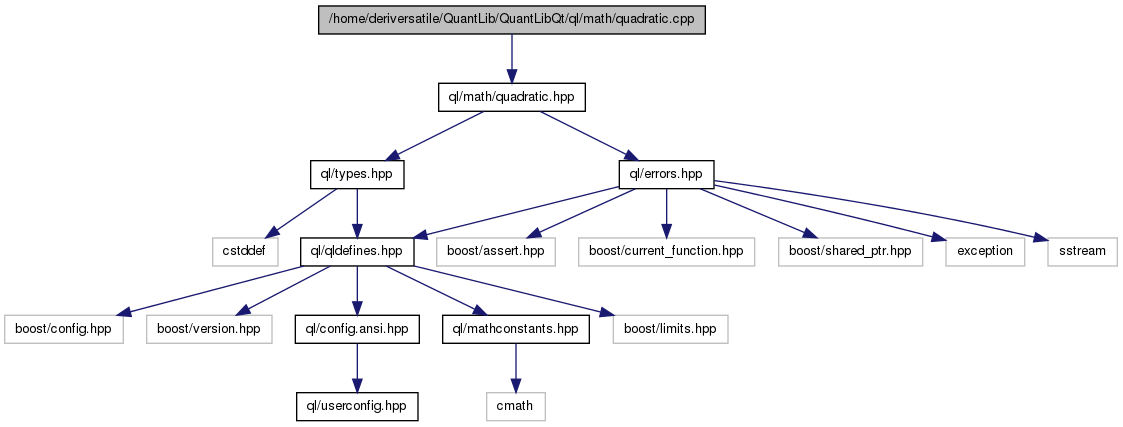 /home/deriversatile/QuantLib/QuantLibQt/ql/math/quadratic.cpp
ql/math/quadratic.hpp
ql/types.hpp
ql/errors.hpp
cstddef
ql/qldefines.hpp
boost/assert.hpp
boost/current_function.hpp
boost/shared_ptr.hpp
exception
sstream
boost/config.hpp
boost/version.hpp
ql/config.ansi.hpp
ql/mathconstants.hpp
boost/limits.hpp
ql/userconfig.hpp
cmath